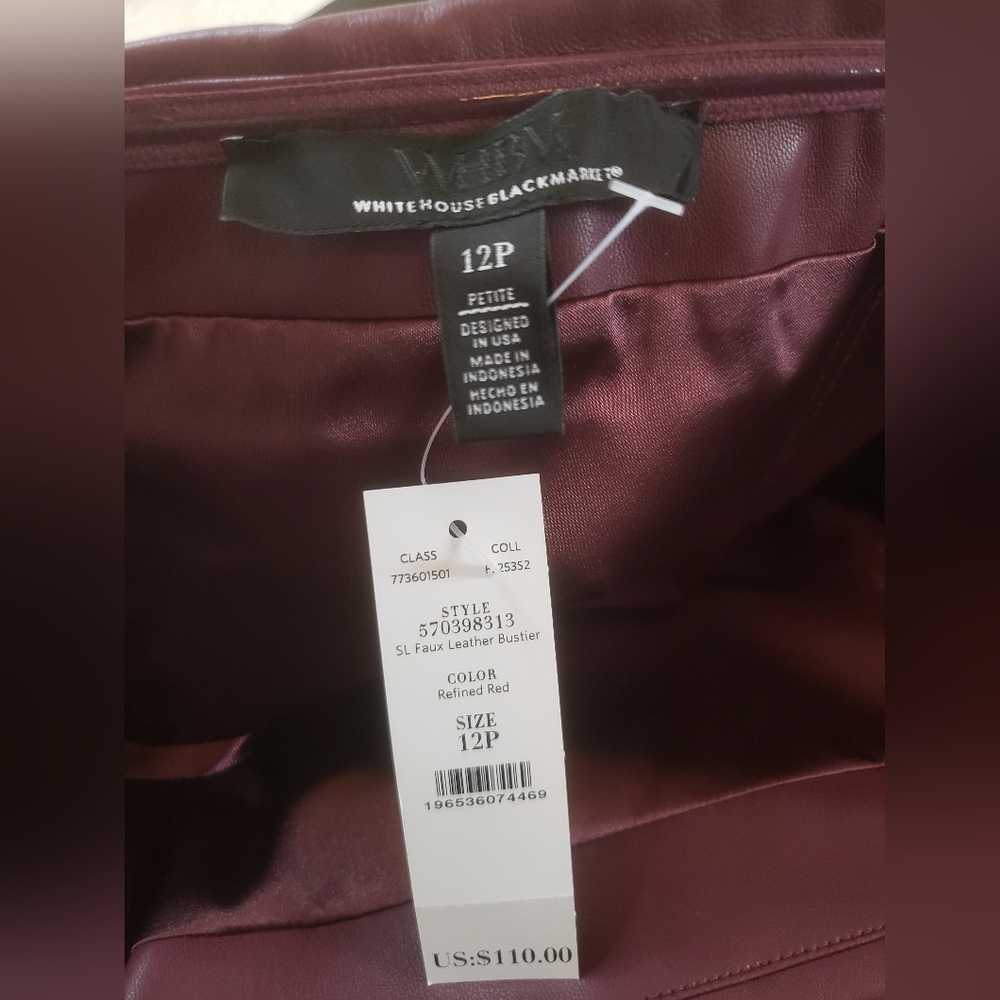 WHBM
WHITEHOUSEBLACKMARKET®
12P
PETITE
DESIGNED
IN USA
MADE IN
INDONESIA
HECHO EN
INDONESIA
CLASS COLL
773601501 253S2
STYLE
570398313
SL Faux Leather Bustier
COLOR
Refined Red
SIZE
12P
196536074469
US:$110.00